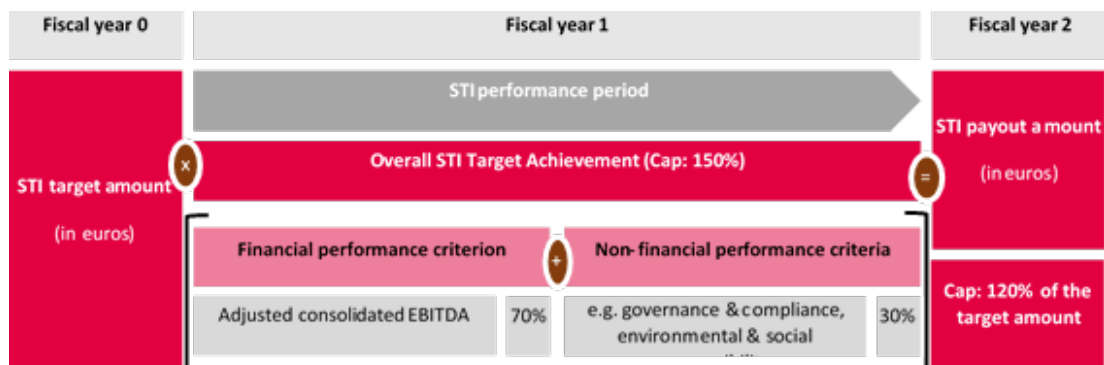 Fiscal year 0
Fiscal year 1
Fiscal year 2
STI performance period
STI target amount
(in euros)
x
Overall STI Target Achievement (Cap: 150%)
=
STI payout amount
(in euros)
Financial performance criterion
+
Non-financial performance criteria
Adjusted consolidated EBITDA
70%
e.g. governance & compliance,
environmental & social
30%
Cap: 120% of the
target amount